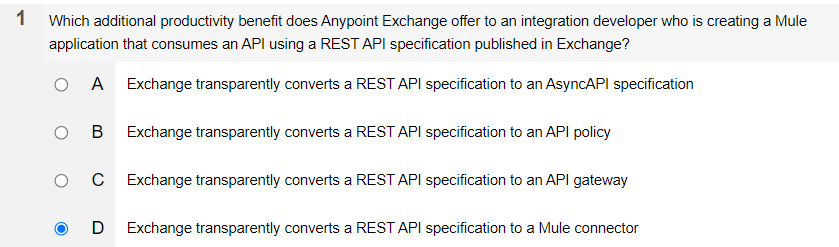 1 Which additional productivity benefit does Anypoint Exchange offer to an integration developer who is creating a Mule
application that consumes an API using a REST API specification published in Exchange?
A Exchange transparently converts a REST API specification to an AsyncAPI specification
B Exchange transparently converts a REST API specification to an API policy
C Exchange transparently converts a REST API specification to an API gateway
D Exchange transparently converts a REST API specification to a Mule connector